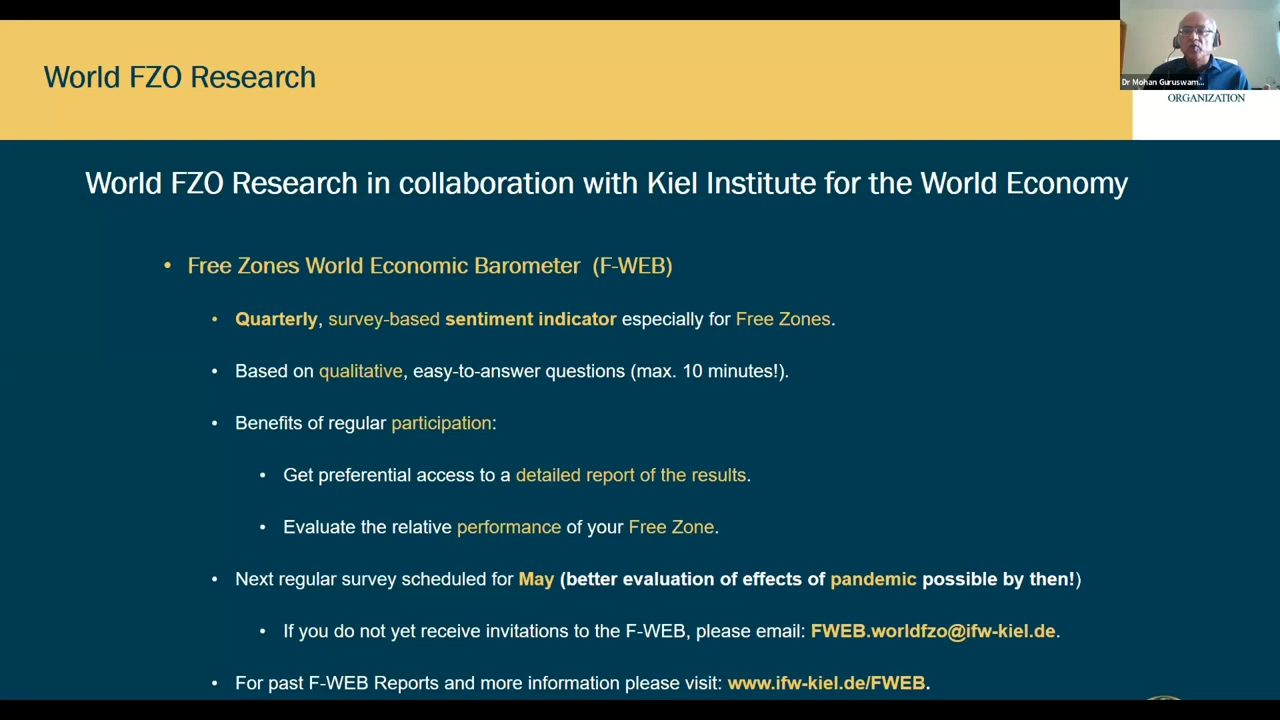 World FZO Research
Dr Mohan Guruswam...
ORGANIZATION
World FZO Research in collaboration with Kiel Institute for the World Economy
• Free Zones World Economic Barometer (F-WEB)
• Quarterly, survey-based sentiment indicator especially for Free Zones.
• Based on qualitative, easy-to-answer questions (max. 10 minutes!).
• Benefits of regular participation:
• Get preferential access to a detailed report of the results.
• Evaluate the relative performance of your Free Zone.
• Next regular survey scheduled for May (better evaluation of effects of pandemic possible by then!)
• If you do not yet receive invitations to the F-WEB, please email: FWEB.worldfzo@ifw-kiel.de.
• For past F-WEB Reports and more information please visit: www.ifw-kiel.de/FWEB.